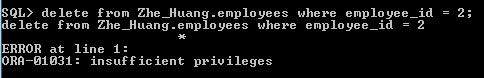 SQL> delete from Zhe_Huang.employees where employee_id = 2;
delete from Zhe_Huang.employees where employee_id = 2
*
ERROR at line 1:
ORA-01031: insufficient privileges